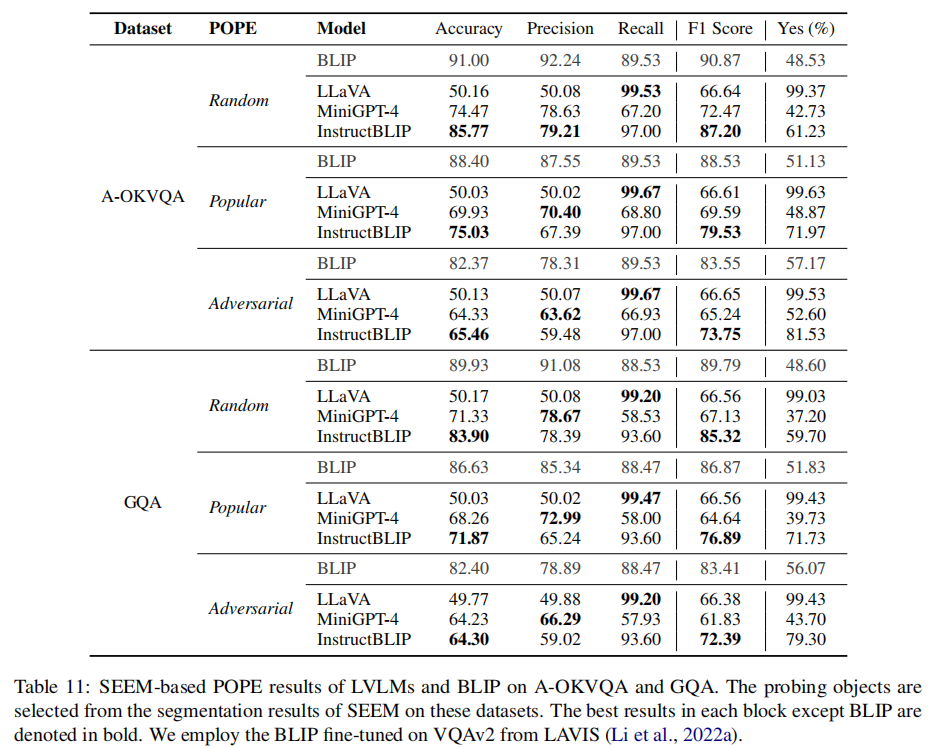 Dataset POPE Model Accuracy Precision Recall F1 Score Yes (%)
BLIP 91.00 92.24 89.53 90.87 48.53
Random
LLaVA 50.16 50.08 99.53 66.64 99.37
MiniGPT-4 74.47 78.63 67.20 72.47 42.73
InstructBLIP 85.77 79.21 97.00 87.20 61.23
BLIP 88.40 87.55 89.53 88.53 51.13
A-OKVQA Popular
LLaVA 50.03 50.02 99.67 66.61 99.63
MiniGPT-4 69.93 70.40 68.80 69.59 48.87
InstructBLIP 75.03 67.39 97.00 79.53 71.97
BLIP 82.37 78.31 89.53 83.55 57.17
Adversarial
LLaVA 50.13 50.07 99.67 66.65 99.53
MiniGPT-4 64.33 63.62 66.93 65.24 52.60
InstructBLIP 65.46 59.48 97.00 73.75 81.53
BLIP 89.93 91.08 88.53 89.79 48.60
Random
LLaVA 50.17 50.08 99.20 66.56 99.03
MiniGPT-4 71.33 78.67 58.53 67.13 37.20
InstructBLIP 83.90 78.39 93.60 85.32 59.70
BLIP 86.63 85.34 88.47 86.87 51.83
GQA Popular
LLaVA 50.03 50.02 99.47 66.56 99.43
MiniGPT-4 68.26 72.99 58.00 64.64 39.73
InstructBLIP 71.87 65.24 93.60 76.89 71.73
BLIP 82.40 78.89 88.47 83.41 56.07
Adversarial
LLaVA 49.77 49.88 99.20 66.38 99.43
MiniGPT-4 64.23 66.29 57.93 61.83 43.70
InstructBLIP 64.30 59.02 93.60 72.39 79.30
Table 11: SEEM-based POPE results of LVLMs and BLIP on A-OKVQA and GQA. The probing objects are
selected from the segmentation results of SEEM on these datasets. The best results in each block except BLIP are
denoted in bold. We employ the BLIP fine-tuned on VQAv2 from LAVIS (Li et al., 2022a).